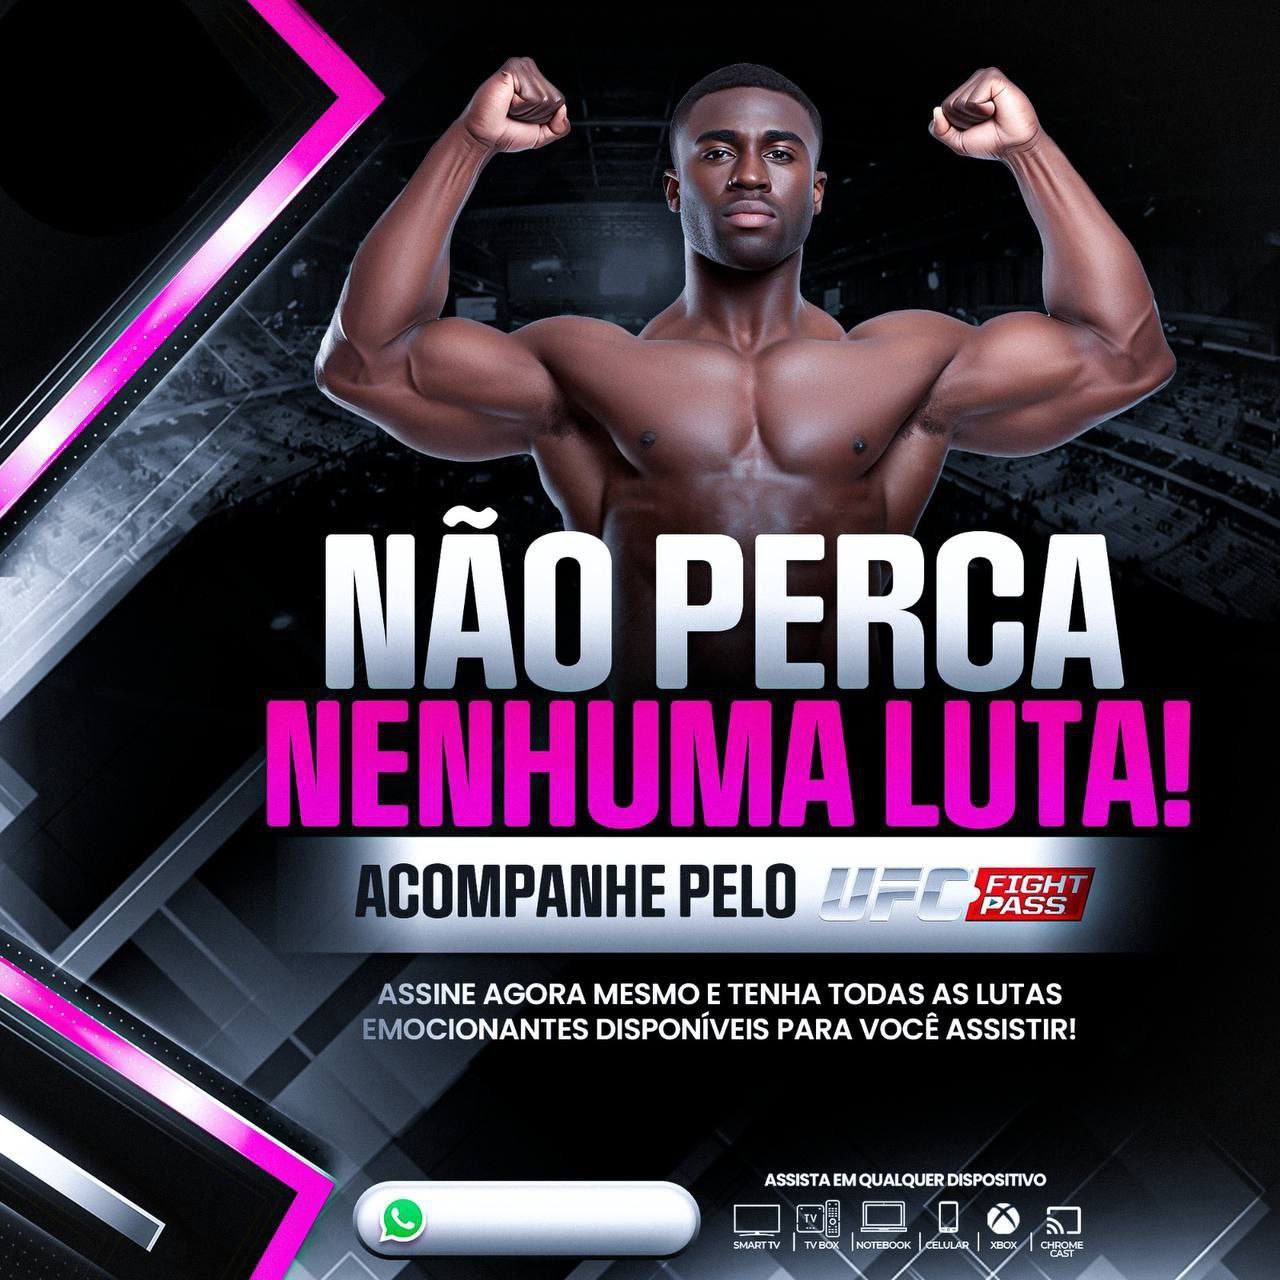 NÃO PERCA
NENHUMA LUTA!
ACOMPANHE PELO UFC FIGHT PASS
ASSINE AGORA MESMO E TENHA TODAS AS LUTAS
EMOCIONANTES DISPONÍVEIS PARA VOCÊ ASSISTIR!
ASSISTA EM QUALQUER DISPOSITIVO
TV
SMART TV | TV BOX | NOTEBOOK | CELULAR | XBOX | CHROME CAST